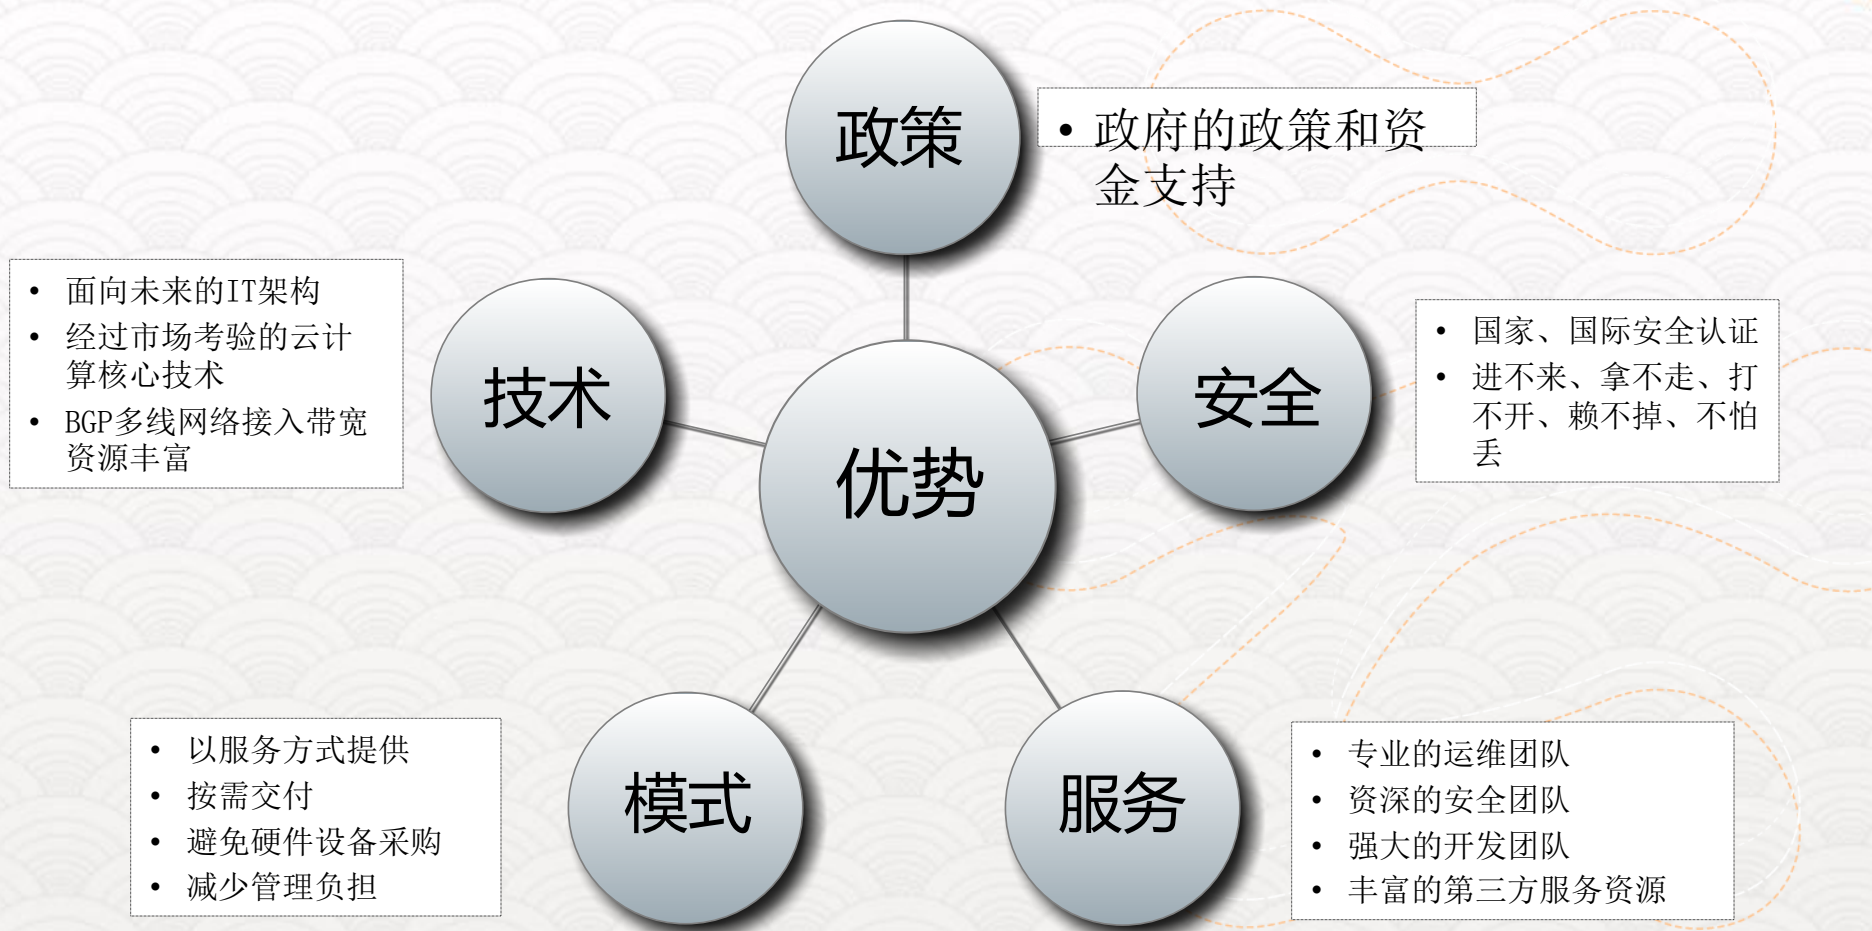 政策
• 政府的政策和资
金支持
技术
• 面向未来的IT架构
• 经过市场考验的云计
算核心技术
• BGP多线网络接入带宽
资源丰富
优势
安全
• 国家、国际安全认证
• 进不来、拿不走、打
不开、赖不掉、不怕
丢
模式
• 以服务方式提供
• 按需交付
• 避免硬件设备采购
• 减少管理负担
服务
• 专业的运维团队
• 资深的安全团队
• 强大的开发团队
• 丰富的第三方服务资源